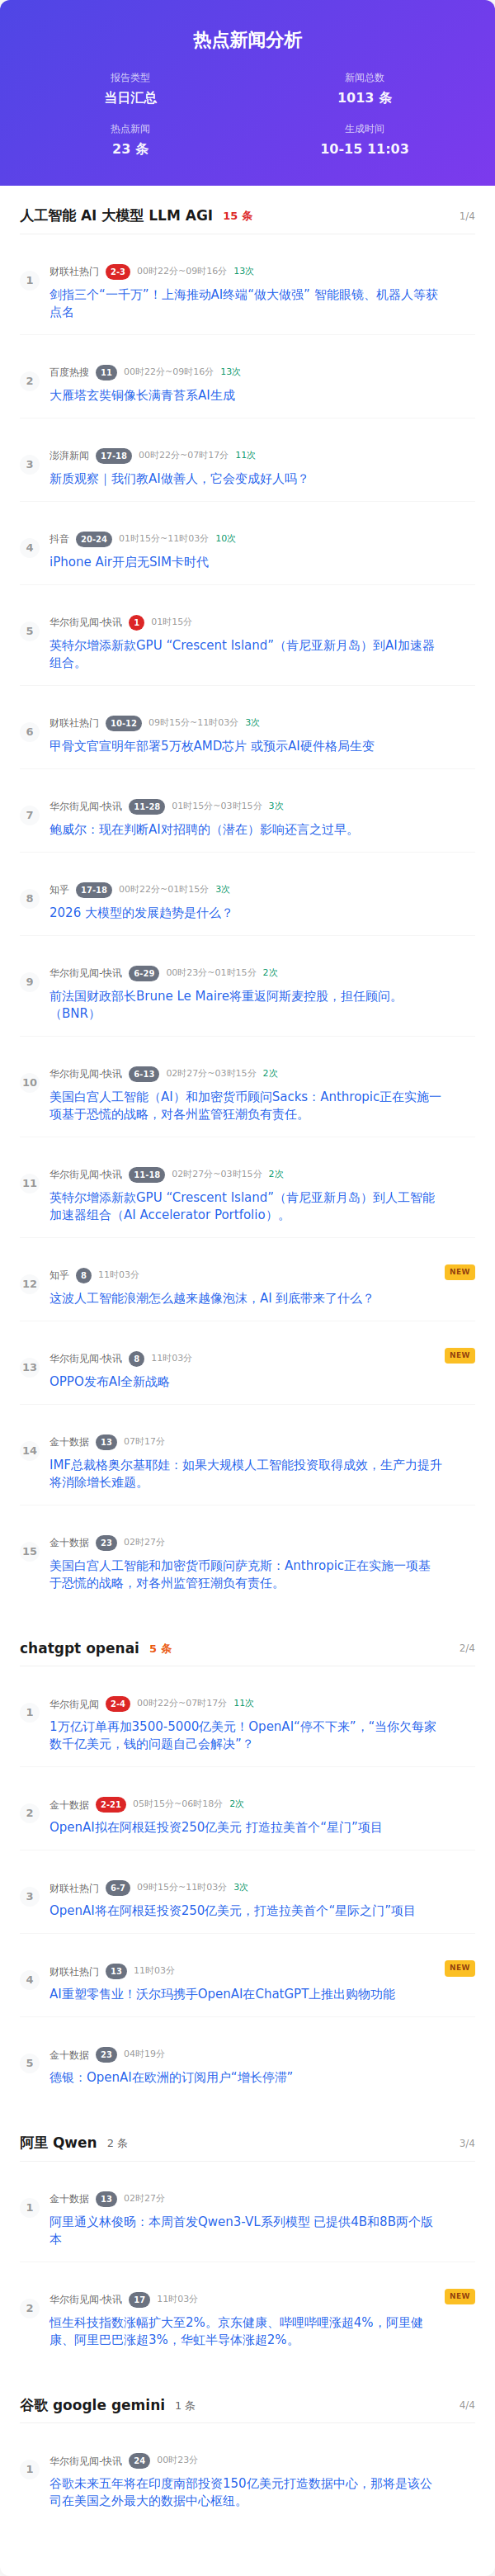 热点新闻分析
报告类型
新闻总数
当日汇总
1013 条
热点新闻
生成时间
23 条
10-15 11:03
人工智能 AI 大模型 LLM AGI 15 条 1/4
1
财联社热门 2-3 00时22分~09时16分 13次
剑指三个“一千万”！上海推动AI终端“做大做强” 智能眼镜、机器人等获
点名
2
百度热搜 11 00时22分~09时16分 13次
大雁塔玄奘铜像长满青苔系AI生成
3
澎湃新闻 17-18 00时22分~07时17分 11次
新质观察｜我们教AI做善人，它会变成好人吗？
4
抖音 20-24 01时15分~11时03分 10次
iPhone Air开启无SIM卡时代
5
华尔街见闻-快讯 1 01时15分
英特尔增添新款GPU “Crescent Island”（肯尼亚新月岛）到AI加速器
组合。
6
财联社热门 10-12 09时15分~11时03分 3次
甲骨文官宣明年部署5万枚AMD芯片 或预示AI硬件格局生变
7
华尔街见闻-快讯 11-28 01时15分~03时15分 3次
鲍威尔：现在判断AI对招聘的（潜在）影响还言之过早。
8
知乎 17-18 00时22分~01时15分 3次
2026 大模型的发展趋势是什么？
9
华尔街见闻-快讯 6-29 00时23分~01时15分 2次
前法国财政部长Brune Le Maire将重返阿斯麦控股，担任顾问。
（BNR）
10
华尔街见闻-快讯 6-13 02时27分~03时15分 2次
美国白宫人工智能（AI）和加密货币顾问Sacks：Anthropic正在实施一
项基于恐慌的战略，对各州监管狂潮负有责任。
11
华尔街见闻-快讯 11-18 02时27分~03时15分 2次
英特尔增添新款GPU “Crescent Island”（肯尼亚新月岛）到人工智能
加速器组合（AI Accelerator Portfolio）。
12
知乎 8 11时03分 NEW
这波人工智能浪潮怎么越来越像泡沫，AI 到底带来了什么？
13
华尔街见闻-快讯 8 11时03分 NEW
OPPO发布AI全新战略
14
金十数据 13 07时17分
IMF总裁格奥尔基耶娃：如果大规模人工智能投资取得成效，生产力提升
将消除增长难题。
15
金十数据 23 02时27分
美国白宫人工智能和加密货币顾问萨克斯：Anthropic正在实施一项基
于恐慌的战略，对各州监管狂潮负有责任。
chatgpt openai 5 条 2/4
1
华尔街见闻 2-4 00时22分~07时17分 11次
1万亿订单再加3500-5000亿美元！OpenAI“停不下来”，“当你欠每家
数千亿美元，钱的问题自己会解决”？
2
金十数据 2-21 05时15分~06时18分 2次
OpenAI拟在阿根廷投资250亿美元 打造拉美首个“星门”项目
3
财联社热门 6-7 09时15分~11时03分 3次
OpenAI将在阿根廷投资250亿美元，打造拉美首个“星际之门”项目
4
财联社热门 13 11时03分 NEW
AI重塑零售业！沃尔玛携手OpenAI在ChatGPT上推出购物功能
5
金十数据 23 04时19分
德银：OpenAI在欧洲的订阅用户“增长停滞”
阿里 Qwen 2 条 3/4
1
金十数据 13 02时27分
阿里通义林俊旸：本周首发Qwen3-VL系列模型 已提供4B和8B两个版
本
2
华尔街见闻-快讯 17 11时03分 NEW
恒生科技指数涨幅扩大至2%。京东健康、哔哩哔哩涨超4%，阿里健
康、阿里巴巴涨超3%，华虹半导体涨超2%。
谷歌 google gemini 1 条 4/4
1
华尔街见闻-快讯 24 00时23分
谷歌未来五年将在印度南部投资150亿美元打造数据中心，那将是该公
司在美国之外最大的数据中心枢纽。